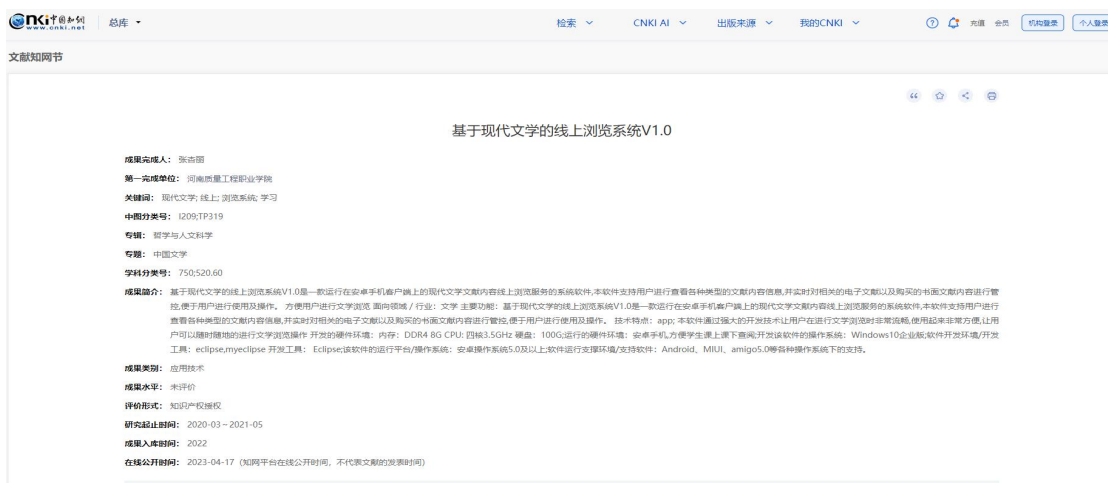 Cnki中国知网
www.cnki.net
总库
检索
CNKI AI
出版来源
我的CNKI
充值 会员
机构登录
个人登录
文献知网节
基于现代文学的线上浏览系统V1.0
成果完成人： 张杏丽
第一完成单位： 河南质量工程职业学院
关键词： 现代文学; 线上; 浏览系统; 学习
中图分类号： I209;TP319
专辑： 哲学与人文科学
专题： 中国文学
学科分类号： 750;520.60
成果简介： 基于现代文学的线上浏览系统V1.0是一款运行在安卓手机客户端上的现代文学文献内容线上浏览服务的系统软件,本软件支持用户进行查看各种类型的文献内容信息,并实时对相关的电子文献以及购买的书面文献内容进行管
控,便于用户进行使用及操作。 方便用户进行文学浏览 面向领域 / 行业：文学 主要功能：基于现代文学的线上浏览系统V1.0是一款运行在安卓手机客户端上的现代文学文献内容线上浏览服务的系统软件,本软件支持用户进行
查看各种类型的文献内容信息,并实时对相关的电子文献以及购买的书面文献内容进行管控,便于用户进行使用及操作。 技术特点：app; 本软件通过强大的开发技术让用户在进行文学浏览时非常流畅,使用起来非常方便,让用
户可以随时随地的进行文学浏览操作 开发的硬件环境：内存：DDR4 8G CPU: 四核3.5GHz 硬盘：100G;运行的硬件环境：安卓手机,方便学生课上课下查阅;开发该软件的操作系统：Windows10企业版;软件开发环境/开发
工具：eclipse,myeclipse 开发工具：Eclipse;该软件的运行平台/操作系统：安卓操作系统5.0及以上;软件运行支撑环境/支持软件：Android、MIUI、amigo5.0等各种操作系统下的支持。
成果类别： 应用技术
成果水平： 未评价
评价形式： 知识产权授权
研究起止时间： 2020-03～2021-05
成果入库时间： 2022
在线公开时间： 2023-04-17（知网平台在线公开时间，不代表文献的发表时间）